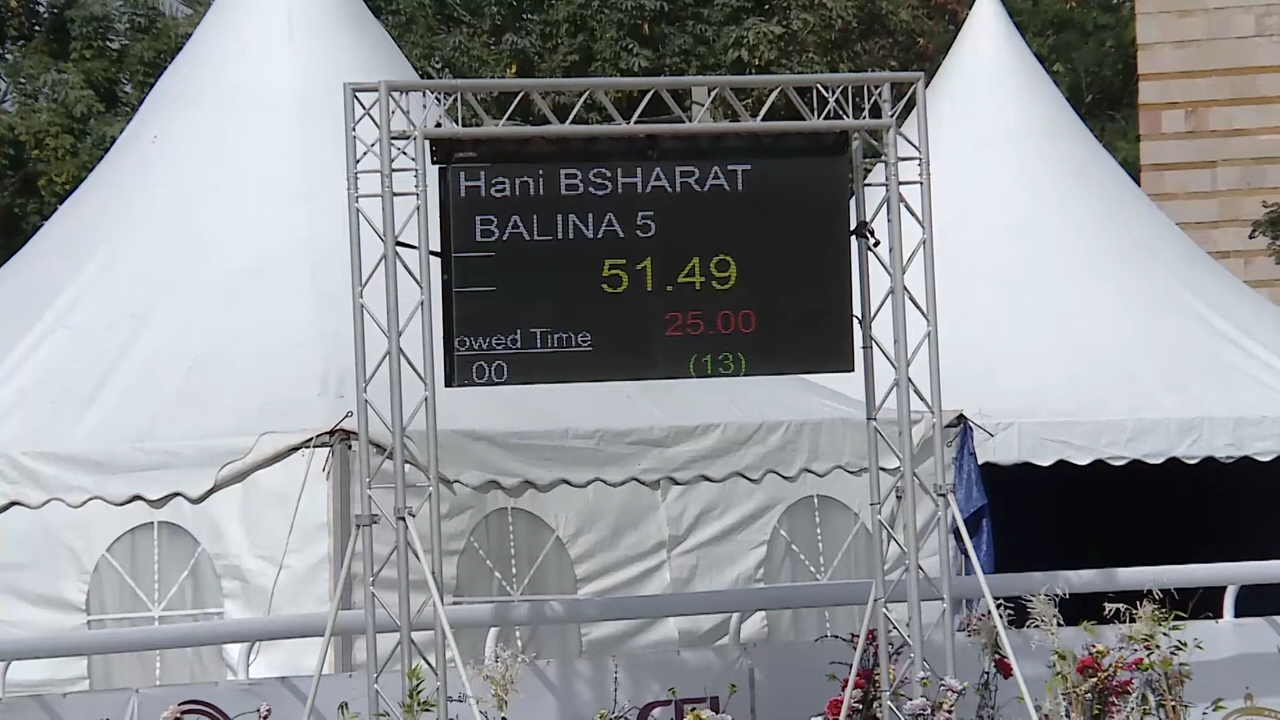 Hani BSHARAT
BALINA 5
51.49
25.00
owed Time
.00
(13)